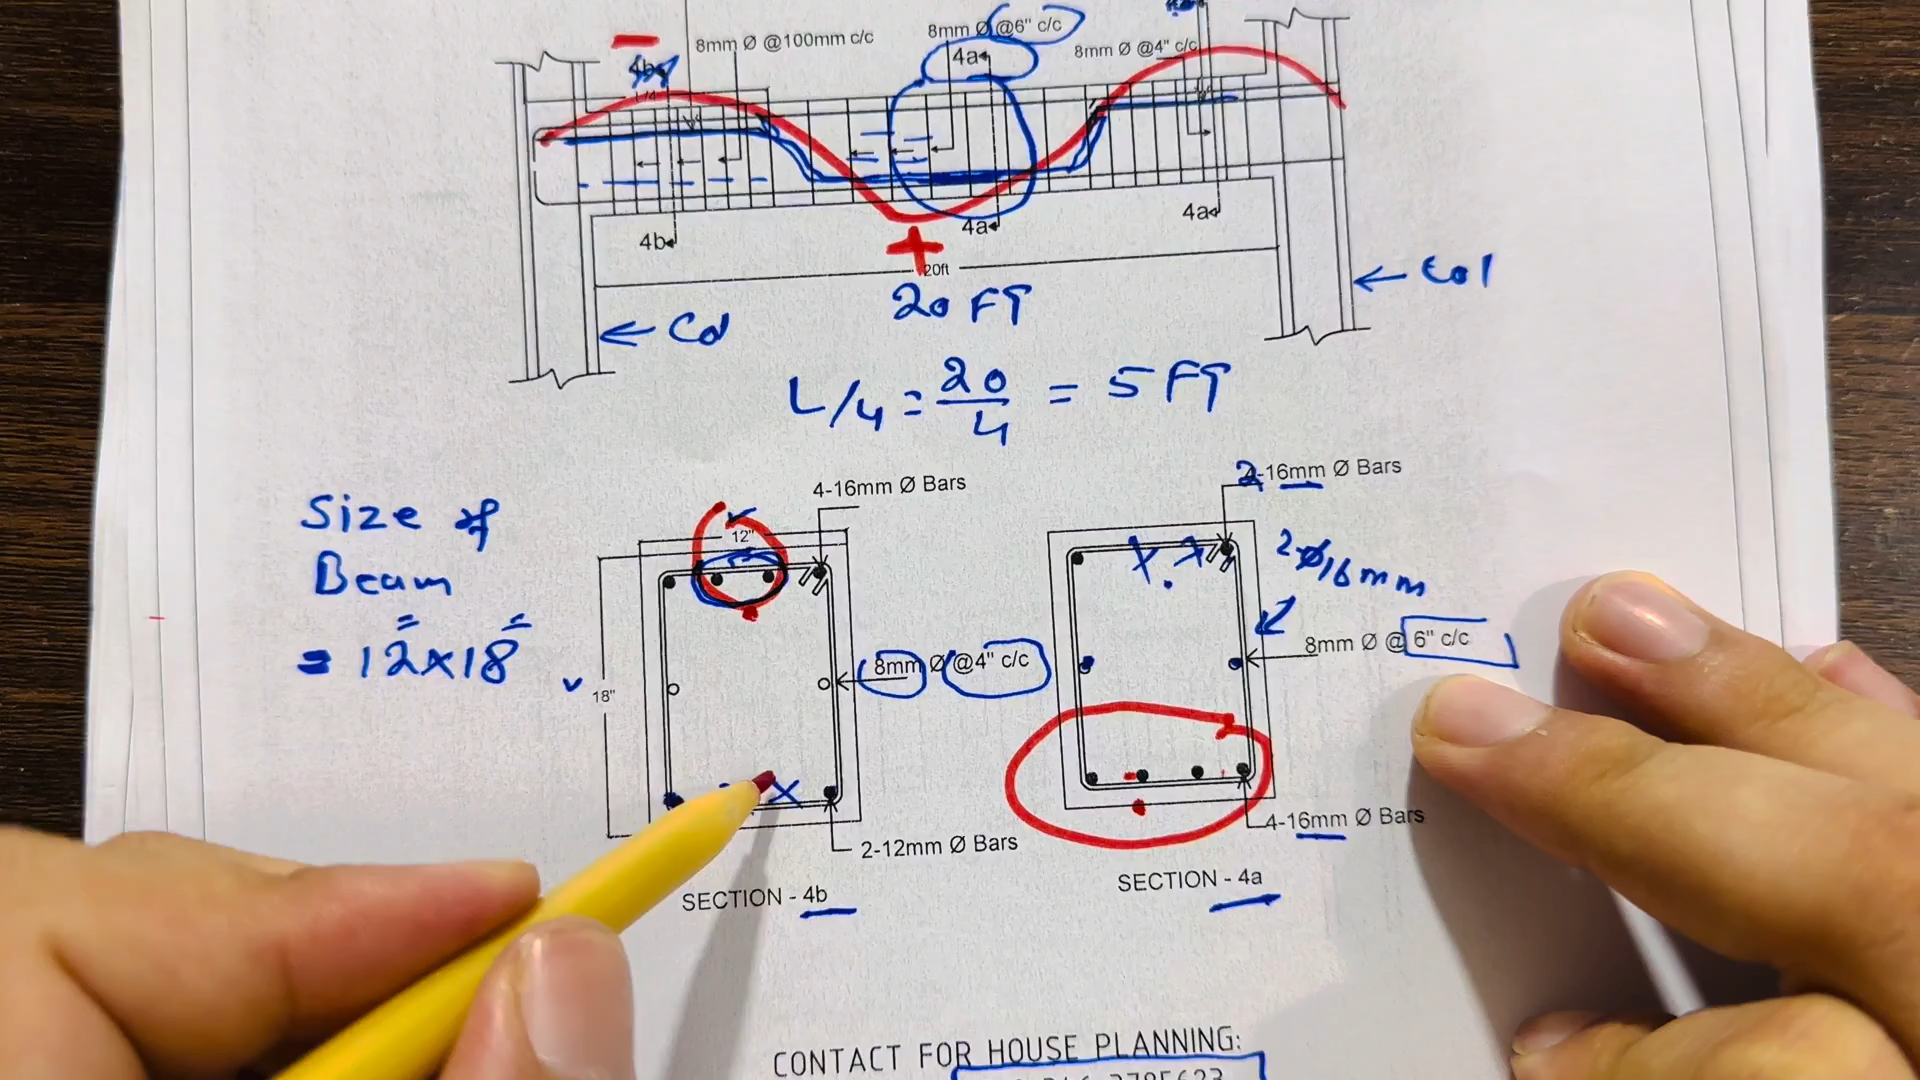 8mm Ø @100mm c/c
8mm Ø @6" c/c
8mm Ø @4" c/c
4a
4b
4a
4a
20ft
20 FT
← Col
← Col
L/4 = 20/4 = 5 FT
Size of
Beam
= 12x18
4-16mm Ø Bars
12"
18"
8mm Ø @4" c/c
2-12mm Ø Bars
SECTION - 4b
2-16mm Ø Bars
2-Ø16mm
8mm Ø @ 6" c/c
4-16mm Ø Bars
SECTION - 4a
CONTACT FOR HOUSE PLANNING: